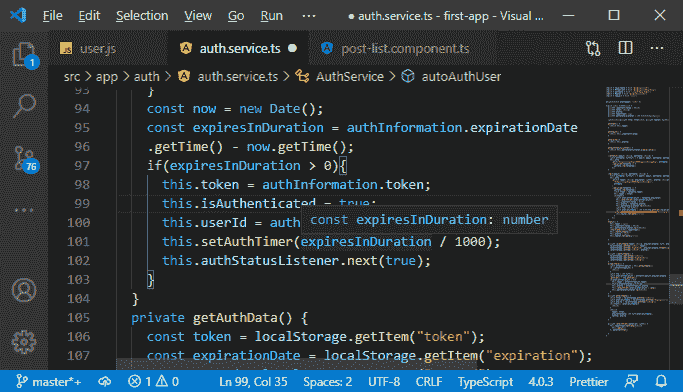 File Edit Selection View Go Run ... auth.service.ts - first-app - Visual ...
user.js auth.service.ts post-list.component.ts
src > app > auth > auth.service.ts > AuthService > autoAuthUser
93 }
94 const now = new Date();
95 const expiresInDuration = authInformation.expirationDate
96 .getTime() - now.getTime();
97 if(expiresInDuration > 0){
98 this.token = authInformation.token;
99 this.isAuthenticated = true;
const expiresInDuration: number
100 this.userId = auth
101 this.setAuthTimer(expiresInDuration / 1000);
102 this.authStatusListener.next(true);
103 }
104 }
105 private getAuthData() {
106 const token = localStorage.getItem("token");
107 const expirationDate = localStorage.getItem("expiration");
1
76
master*+ 1 0 Ln 99, Col 35 Spaces: 2 UTF-8 CRLF TypeScript 4.0.3 Prettier